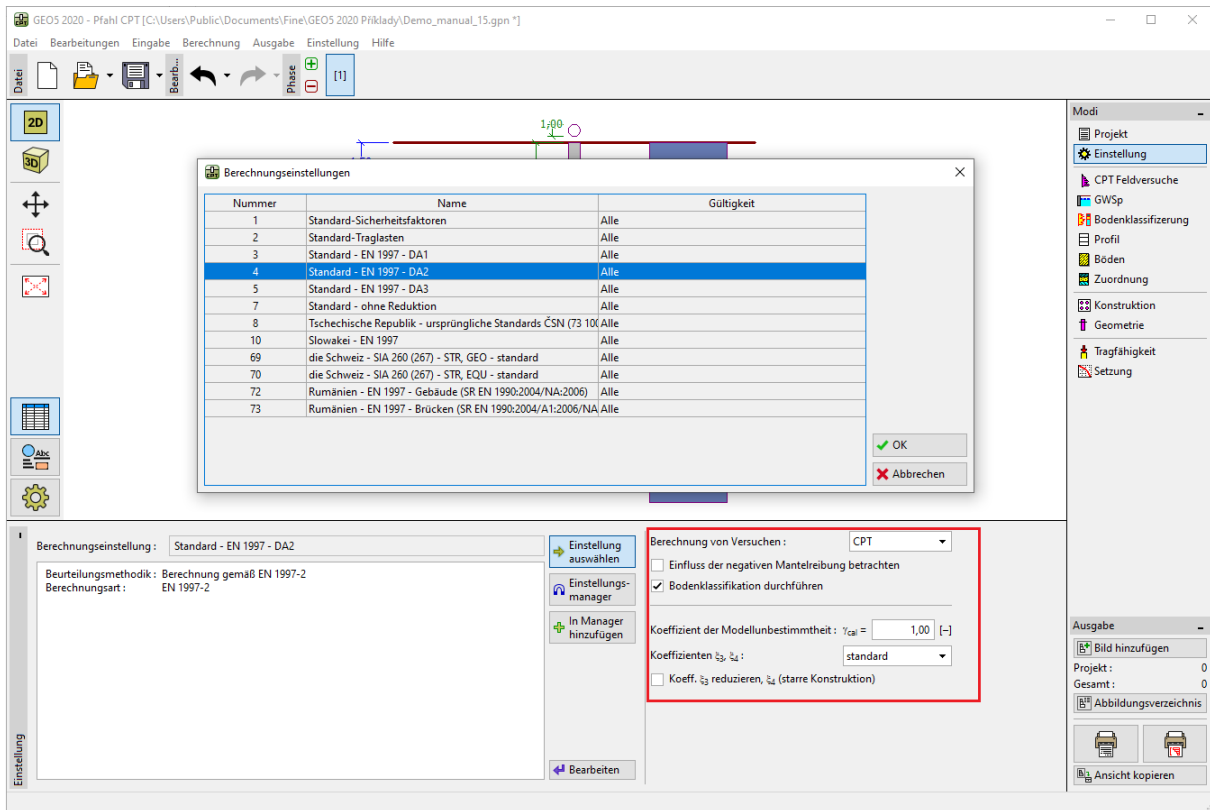 GEO5 2020 - Pfahl CPT [C:\Users\Public\Documents\Fine\GEO5 2020 Příklady\Demo_manual_15.gpn *]
Datei Bearbeitungen Eingabe Berechnung Ausgabe Einstellung Hilfe
Datei
Bearb...
Phase
[1]
2D
3D
Abc
1,00
Berechnungseinstellungen
Nummer Name Gültigkeit
1 Standard-Sicherheitsfaktoren Alle
2 Standard-Traglasten Alle
3 Standard - EN 1997 - DA1 Alle
4 Standard - EN 1997 - DA2 Alle
5 Standard - EN 1997 - DA3 Alle
7 Standard - ohne Reduktion Alle
8 Tschechische Republik - ursprüngliche Standards ČSN (73 100 Alle
10 Slowakei - EN 1997 Alle
69 die Schweiz - SIA 260 (267) - STR, GEO - standard Alle
70 die Schweiz - SIA 260 (267) - STR, EQU - standard Alle
72 Rumänien - EN 1997 - Gebäude (SR EN 1990:2004/NA:2006) Alle
73 Rumänien - EN 1997 - Brücken (SR EN 1990:2004/A1:2006/NA Alle
OK
Abbrechen
Modi
Projekt
Einstellung
CPT Feldversuche
GWSp
Bodenklassifizerung
Profil
Böden
Zuordnung
Konstruktion
Geometrie
Tragfähigkeit
Setzung
Einstellung
Berechnungseinstellung : Standard - EN 1997 - DA2
Beurteilungsmethodik : Berechnung gemäß EN 1997-2
Berechnungsart : EN 1997-2
Einstellung
auswählen
Einstellungs-
manager
In Manager
hinzufügen
Bearbeiten
Berechnung von Versuchen : CPT
Einfluss der negativen Mantelreibung betrachten
Bodenklassifikation durchführen
Koeffizient der Modellunbestimmtheit : γcal = 1,00 [–]
Koeffizienten ξ3, ξ4 : standard
Koeff. ξ3 reduzieren, ξ4 (starre Konstruktion)
Ausgabe
Bild hinzufügen
Projekt : 0
Gesamt : 0
Abbildungsverzeichnis
Ansicht kopieren